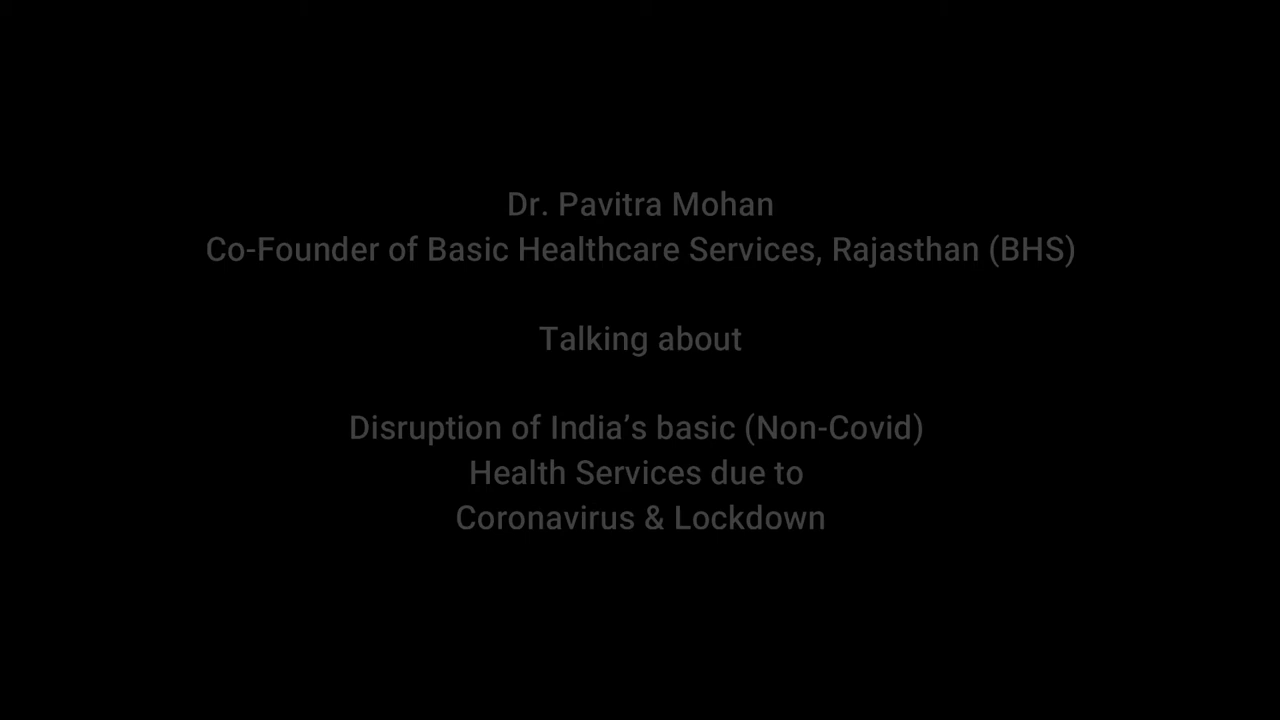 Dr. Pavitra Mohan
Co-Founder of Basic Healthcare Services, Rajasthan (BHS)
Talking about
Disruption of India’s basic (Non-Covid)
Health Services due to
Coronavirus & Lockdown